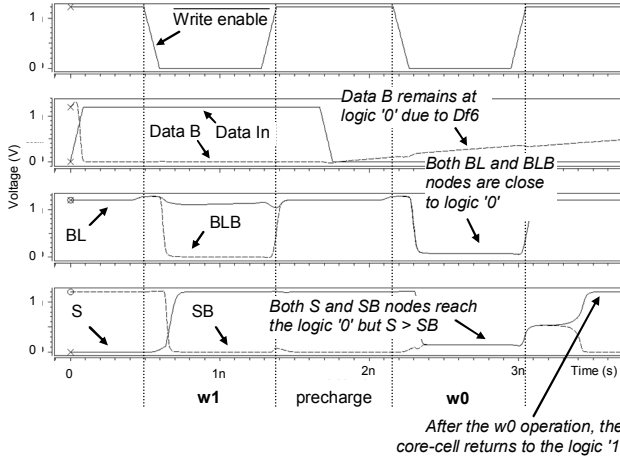 1
Write enable
0
1
Data B remains at
logic '0' due to Df6
Data B
Data In
0
Voltage (V)
Both BL and BLB
nodes are close
to logic '0'
1
BL
BLB
0
1
S
SB
Both S and SB nodes reach
the logic '0' but S > SB
0
0
1n
2n
3n
Time (s)
w1
precharge
w0
After the w0 operation, the
core-cell returns to the logic '1